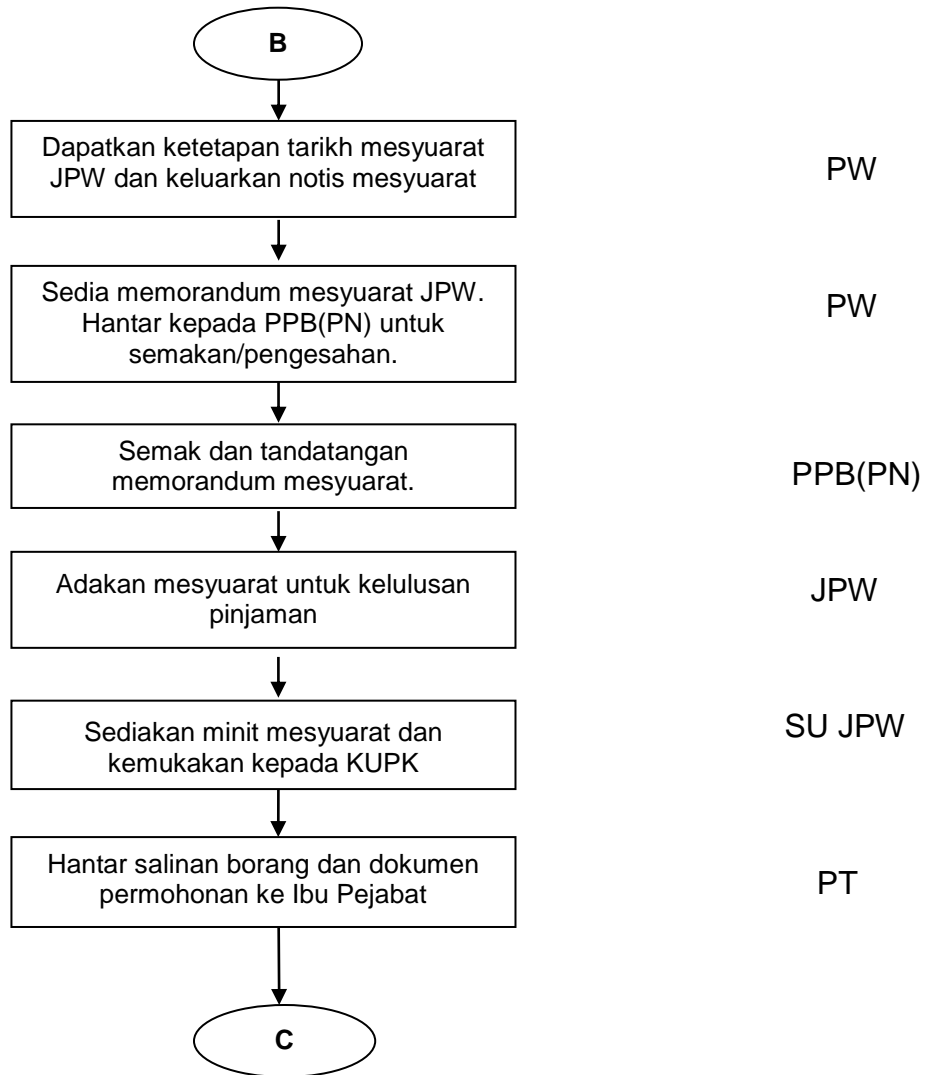 B
Dapatkan ketetapan tarikh mesyuarat
JPW dan keluarkan notis mesyuarat
PW
Sedia memorandum mesyuarat JPW.
Hantar kepada PPB(PN) untuk
semakan/pengesahan.
PW
Semak dan tandatangan
memorandum mesyuarat.
PPB(PN)
Adakan mesyuarat untuk kelulusan
pinjaman
JPW
Sediakan minit mesyuarat dan
kemukakan kepada KUPK
SU JPW
Hantar salinan borang dan dokumen
permohonan ke Ibu Pejabat
PT
C